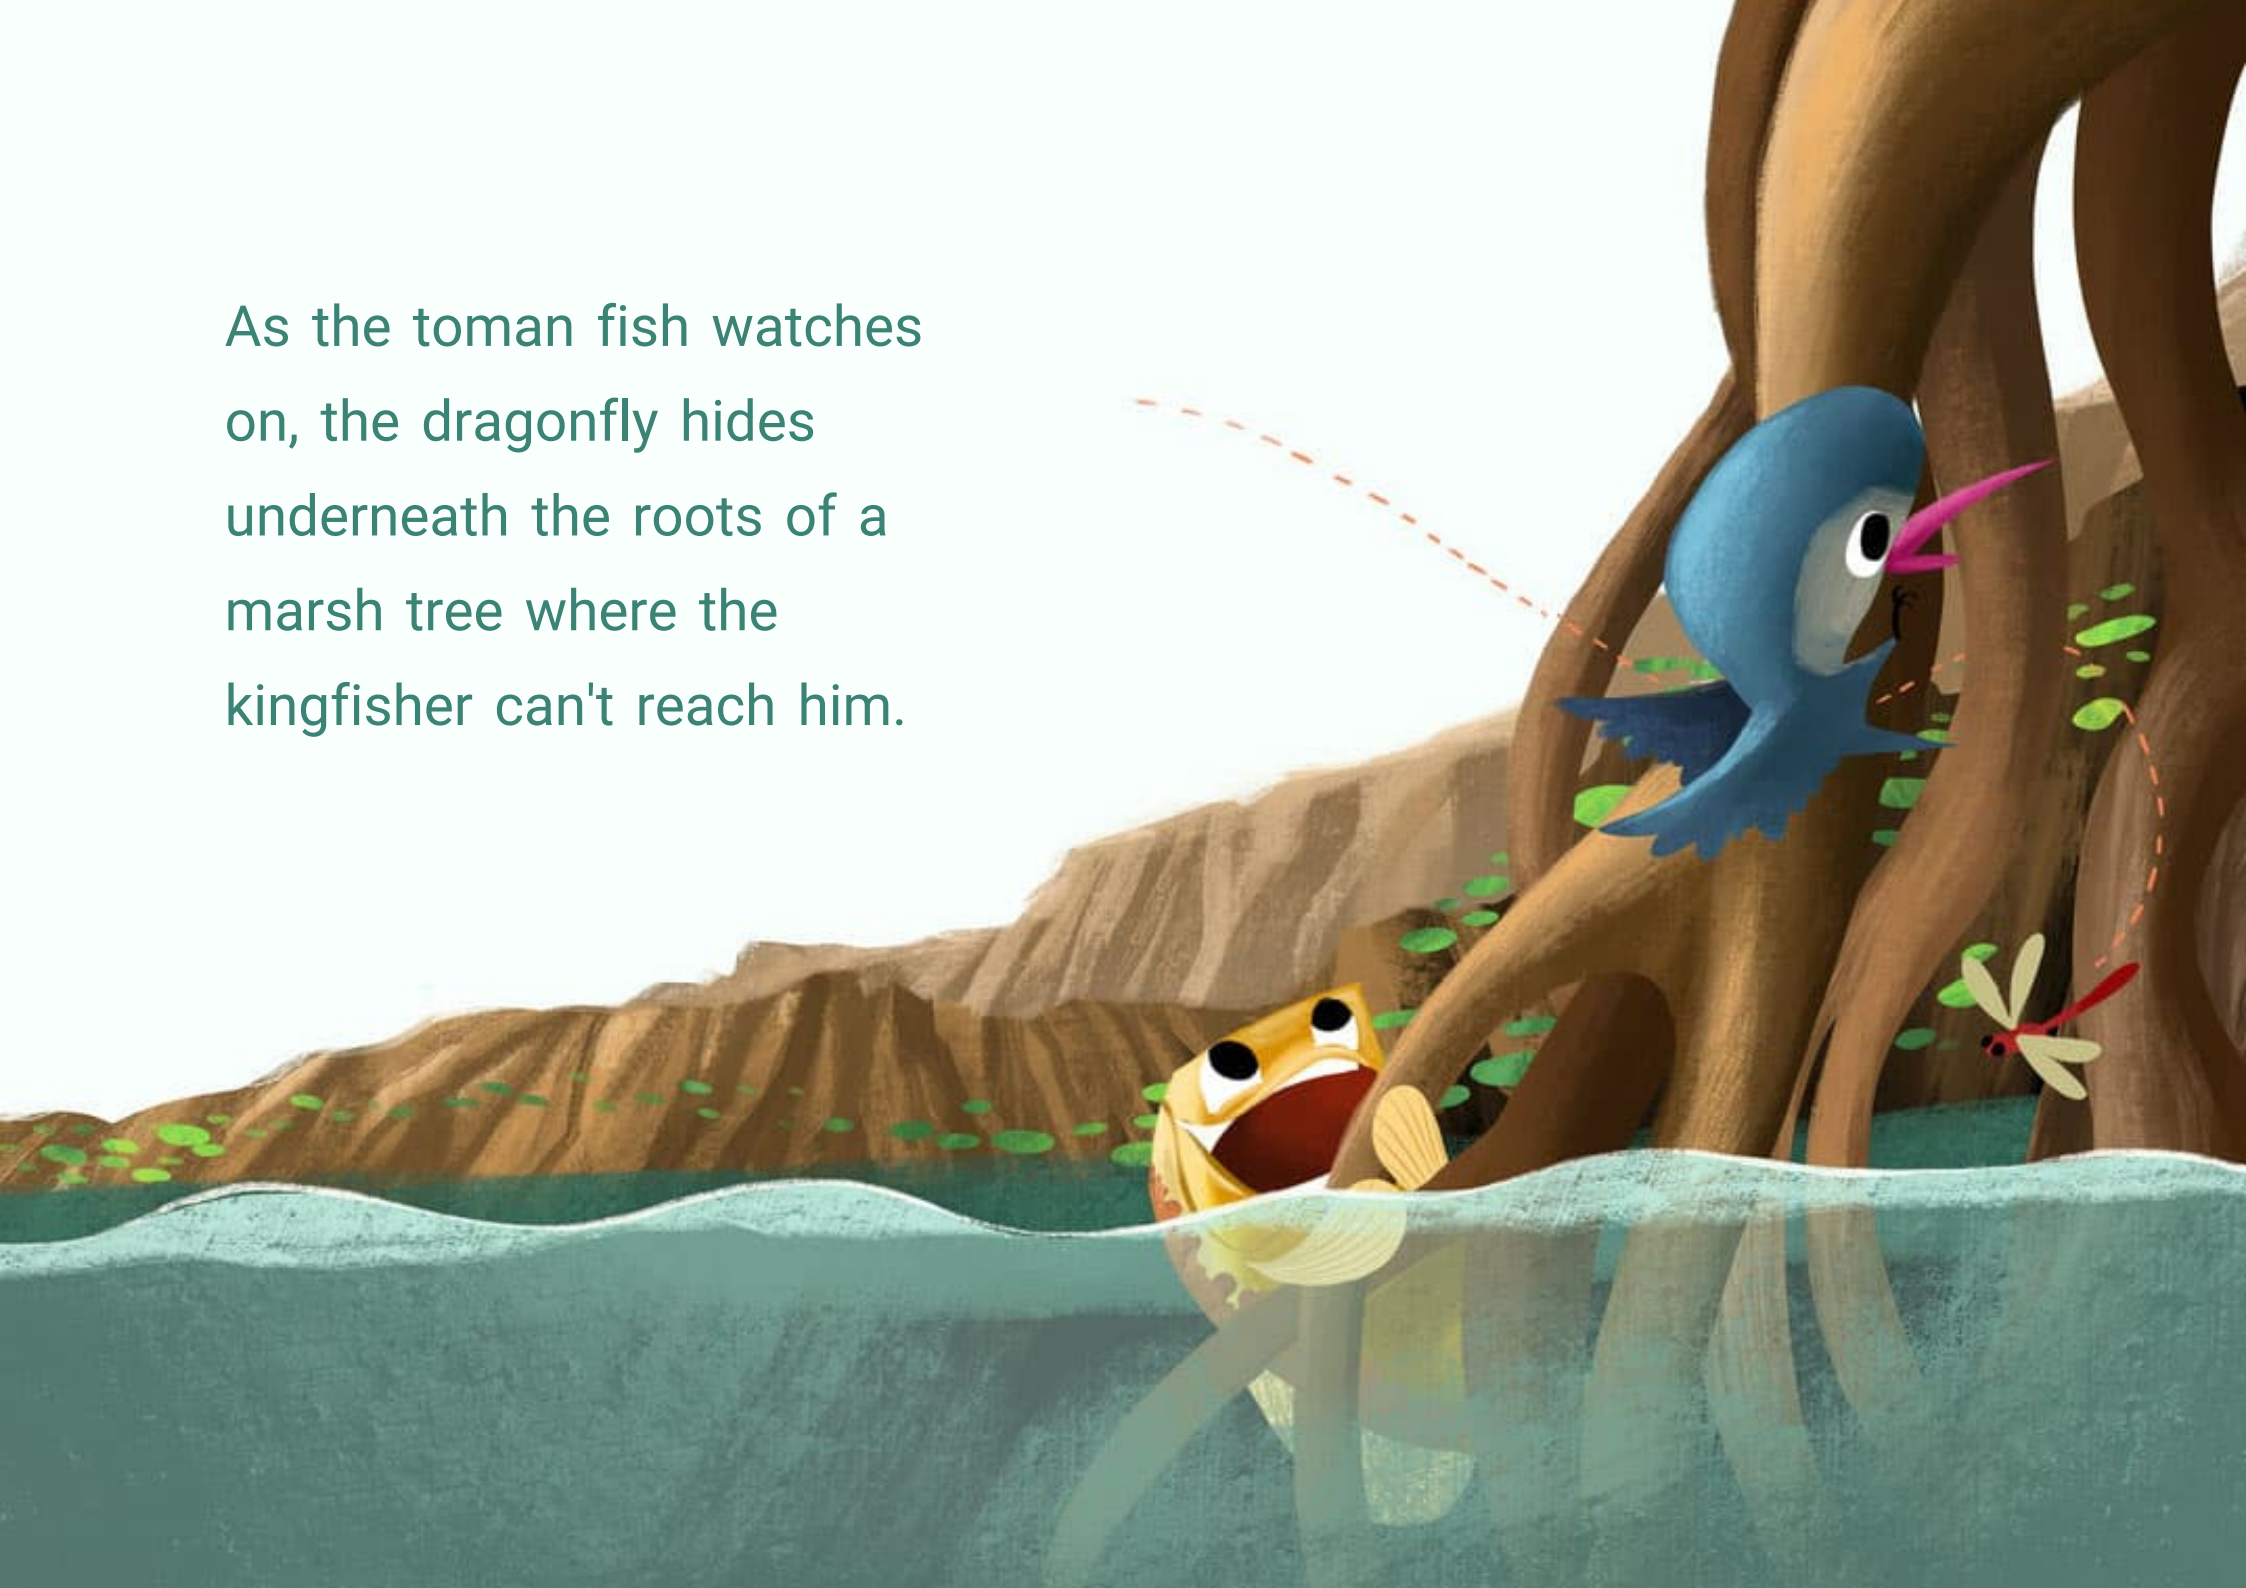 As the toman fish watches
on, the dragonfly hides
underneath the roots of a
marsh tree where the
kingfisher can't reach him.